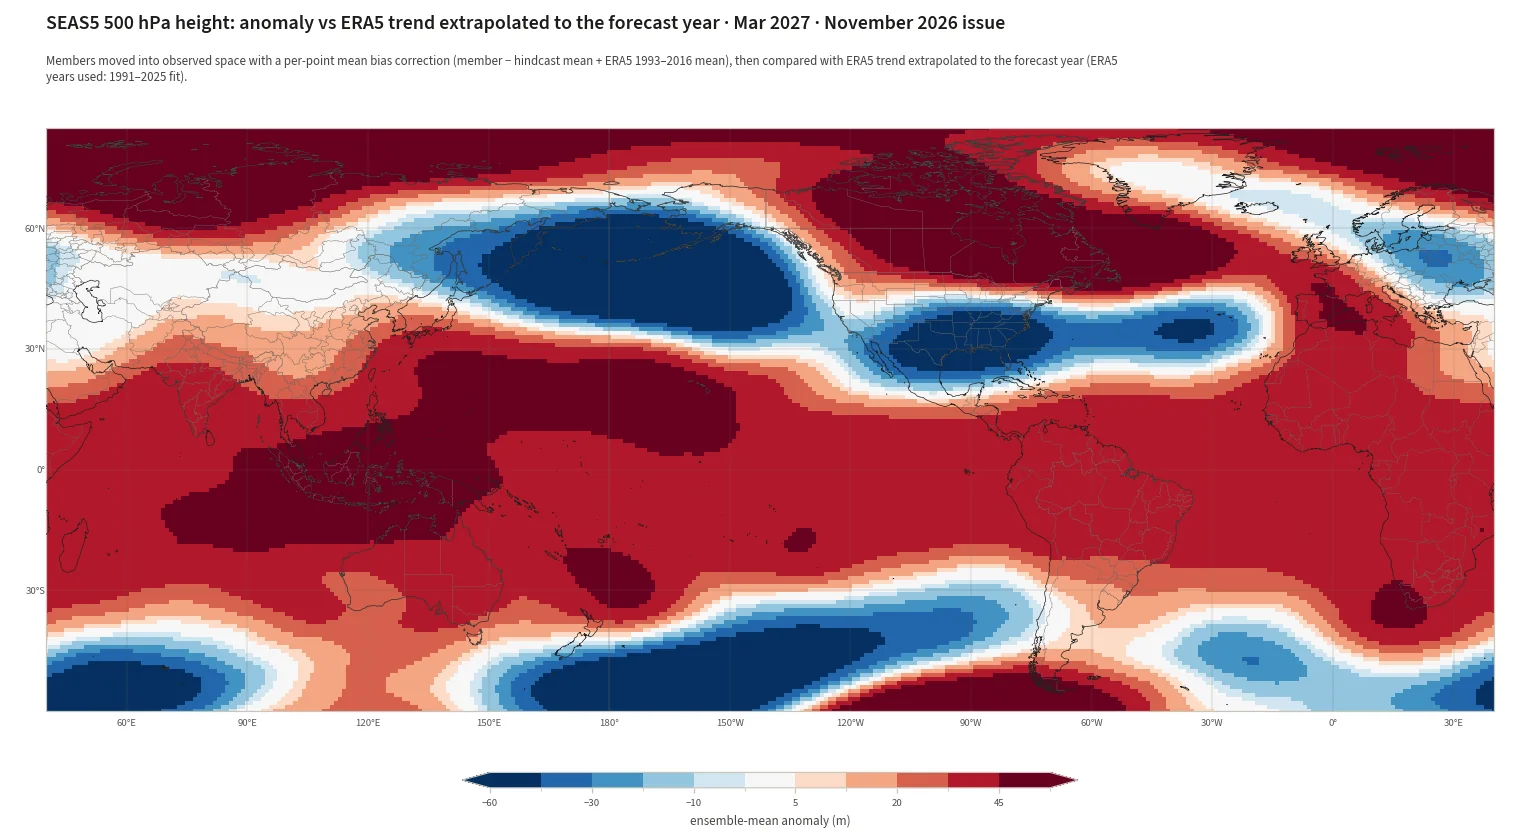 SEAS5 500 hPa height: anomaly vs ERA5 trend extrapolated to the forecast year · Mar 2027 · November 2026 issue
Members moved into observed space with a per-point mean bias correction (member − hindcast mean + ERA5 1993–2016 mean), then compared with ERA5 trend extrapolated to the forecast year (ERA5
years used: 1991–2025 fit).
60°N
30°N
0°
30°S
60°E 90°E 120°E 150°E 180° 150°W 120°W 90°W 60°W 30°W 0° 30°E
−60 −30 −10 5 20 45
ensemble-mean anomaly (m)